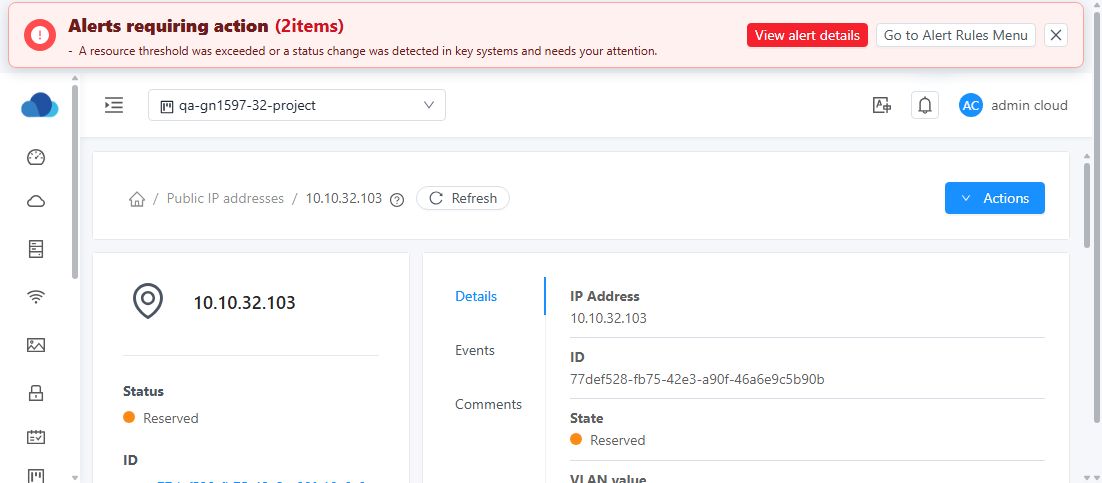 Alerts requiring action (2items)
- A resource threshold was exceeded or a status change was detected in key systems and needs your attention.
View alert details
Go to Alert Rules Menu
qa-gn1597-32-project
AC
admin cloud
/ Public IP addresses / 10.10.32.103
Refresh
Actions
10.10.32.103
Status
Reserved
ID
Details
Events
Comments
IP Address
10.10.32.103
ID
77def528-fb75-42e3-a90f-46a6e9c5b90b
State
Reserved
VLAN value